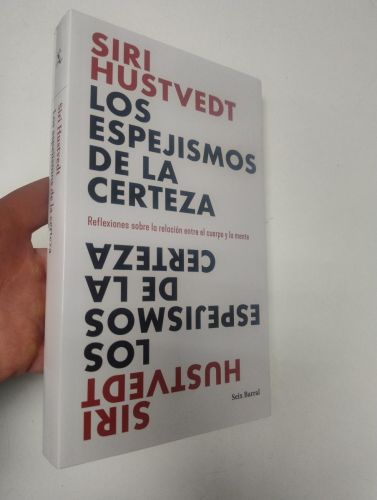 SIRI
HUSTVEDT
LOS
ESPEJISMOS
DE LA
CERTEZA
Reflexiones sobre la relación entre el cuerpo y la mente
SIRI
HUSTVEDT
LOS
ESPEJISMOS
DE LA
CERTEZA
Seix Barral
Siri Hustvedt
Los espejismos de la certeza